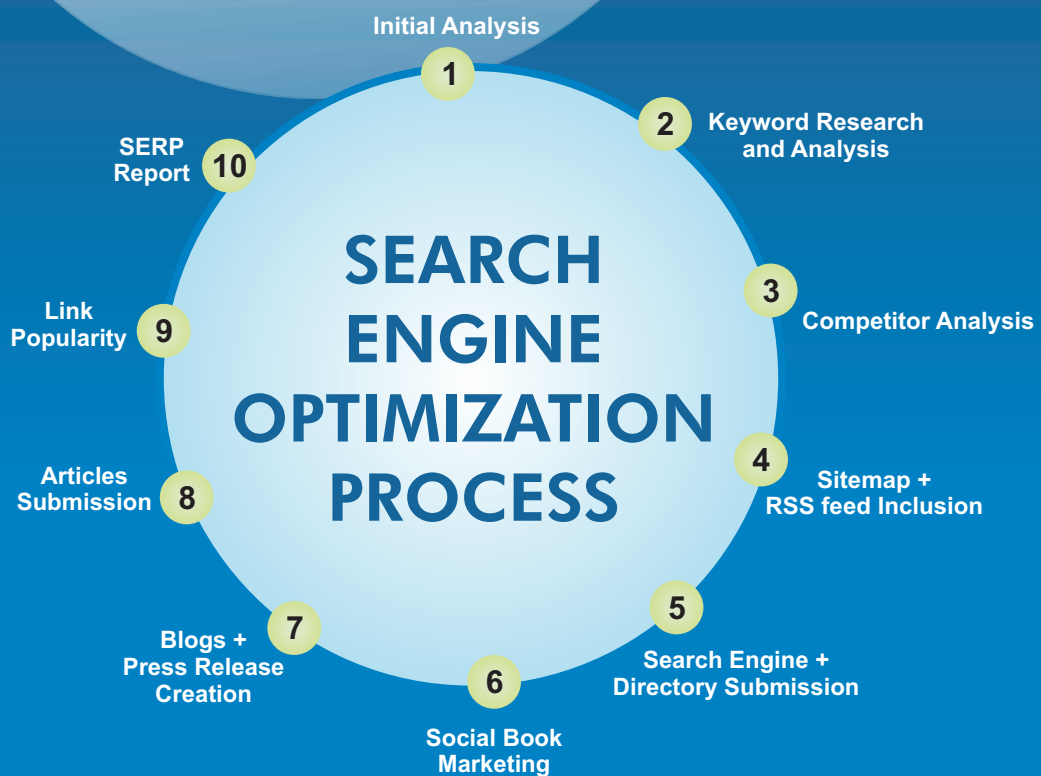 SEARCH
ENGINE
OPTIMIZATION
PROCESS
1
Initial Analysis
2
Keyword Research
and Analysis
3
Competitor Analysis
4
Sitemap +
RSS feed Inclusion
5
Search Engine +
Directory Submission
6
Social Book
Marketing
7
Blogs +
Press Release
Creation
8
Articles
Submission
9
Link
Popularity
10
SERP
Report